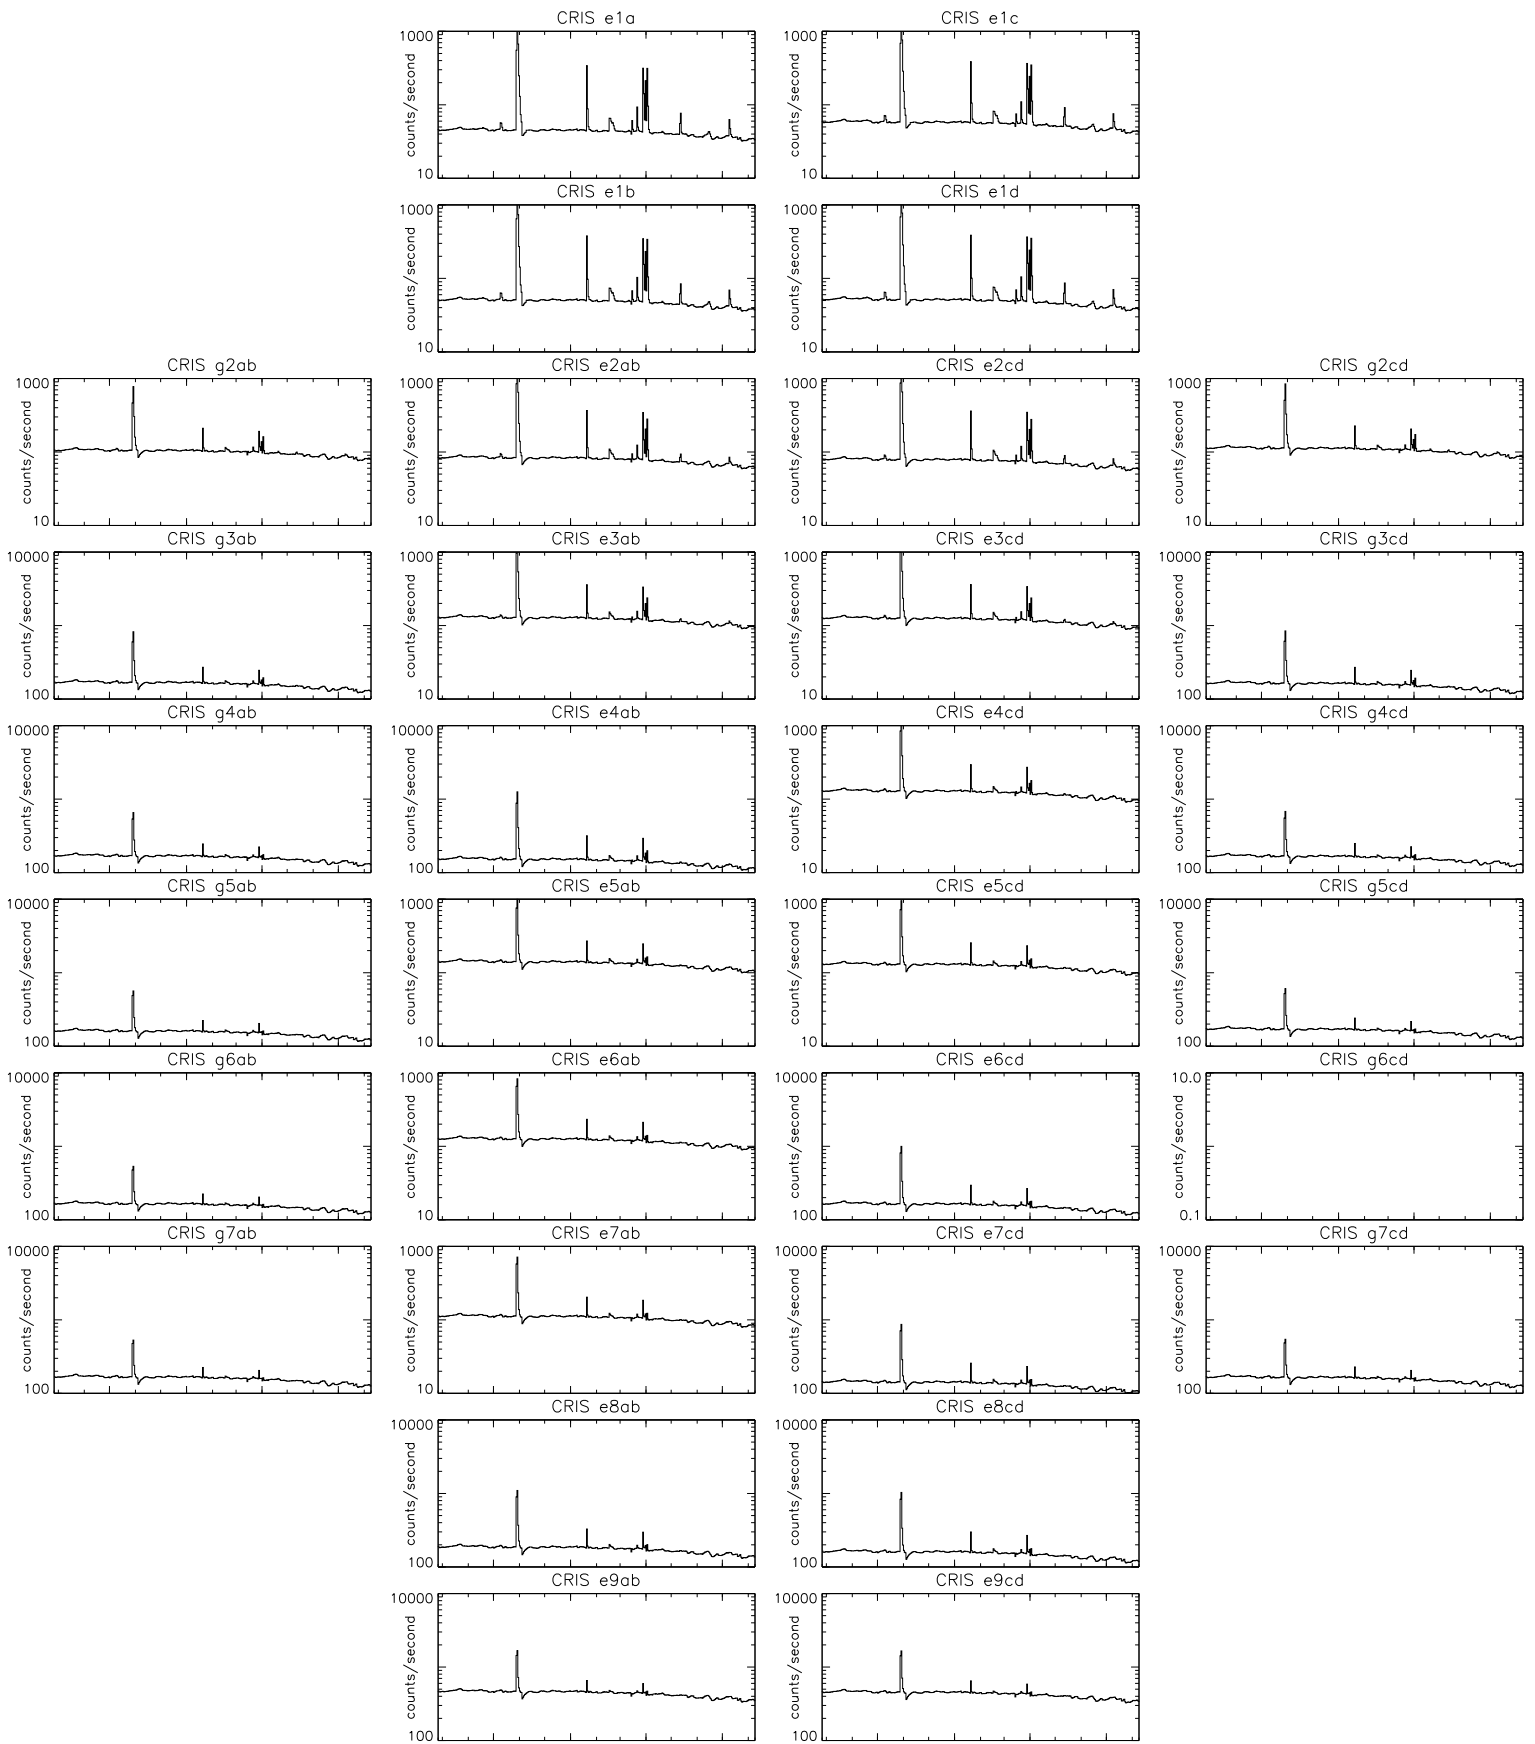 CRIS e1a
CRIS e1c
1000
counts/second
10
1000
counts/second
10
CRIS e1b
CRIS e1d
1000
counts/second
10
1000
counts/second
10
CRIS g2ab
CRIS e2ab
CRIS e2cd
CRIS g2cd
1000
counts/second
10
1000
counts/second
10
1000
counts/second
10
1000
counts/second
10
CRIS g3ab
CRIS e3ab
CRIS e3cd
CRIS g3cd
10000
counts/second
100
1000
counts/second
10
1000
counts/second
10
10000
counts/second
100
CRIS g4ab
CRIS e4ab
CRIS e4cd
CRIS g4cd
10000
counts/second
100
10000
counts/second
100
1000
counts/second
10
10000
counts/second
100
CRIS g5ab
CRIS e5ab
CRIS e5cd
CRIS g5cd
10000
counts/second
100
1000
counts/second
10
1000
counts/second
10
10000
counts/second
100
CRIS g6ab
CRIS e6ab
CRIS e6cd
CRIS g6cd
10000
counts/second
100
1000
counts/second
10
10000
counts/second
100
10.0
counts/second
0.1
CRIS g7ab
CRIS e7ab
CRIS e7cd
CRIS g7cd
10000
counts/second
100
1000
counts/second
10
10000
counts/second
100
10000
counts/second
100
CRIS e8ab
CRIS e8cd
10000
counts/second
100
10000
counts/second
100
CRIS e9ab
CRIS e9cd
10000
counts/second
100
10000
counts/second
100